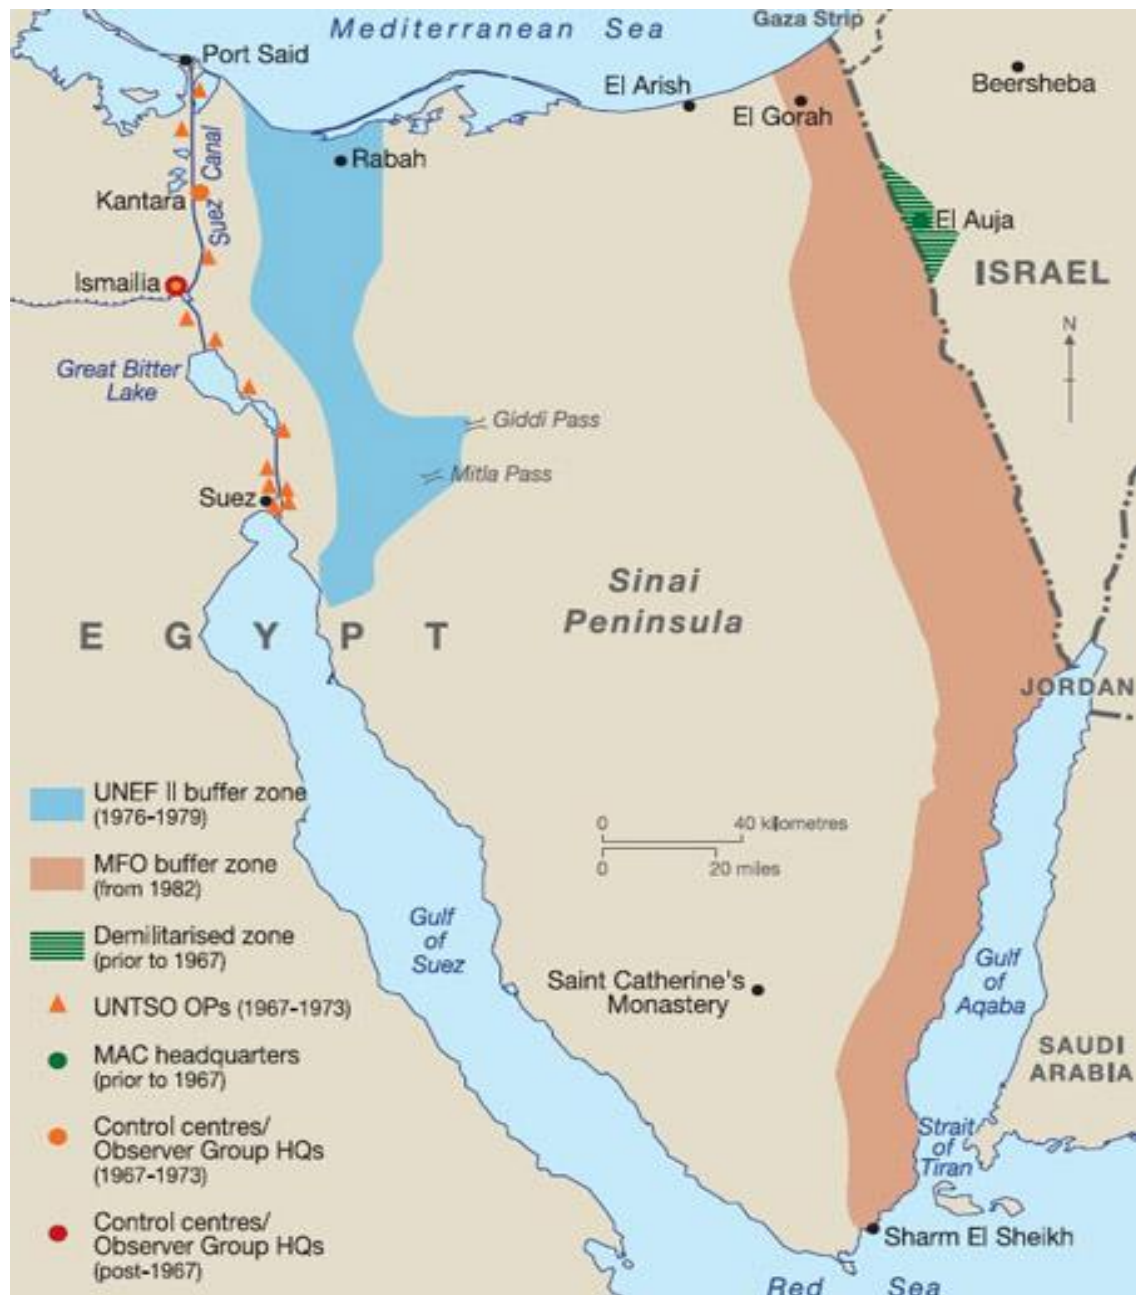 Mediterranean Sea
Gaza Strip
Port Said
Beersheba
El Arish
El Gorah
Rabah
Suez Canal
Kantara
El Auja
Ismailia
ISRAEL
N
Great Bitter
Lake
Giddi Pass
Mitla Pass
Suez
Sinai
Peninsula
EGYPT
JORDAN
UNEF II buffer zone
(1976-1979)
0 40 kilometres
0 20 miles
MFO buffer zone
(from 1982)
Demilitarised zone
(prior to 1967)
Gulf
of
Suez
Gulf
of
Aqaba
Saint Catherine's
Monastery
UNTSO OPs (1967-1973)
SAUDI
ARABIA
MAC headquarters
(prior to 1967)
Control centres/
Observer Group HQs
(1967-1973)
Strait
of
Tiran
Control centres/
Observer Group HQs
(post-1967)
Sharm El Sheikh
Red Sea